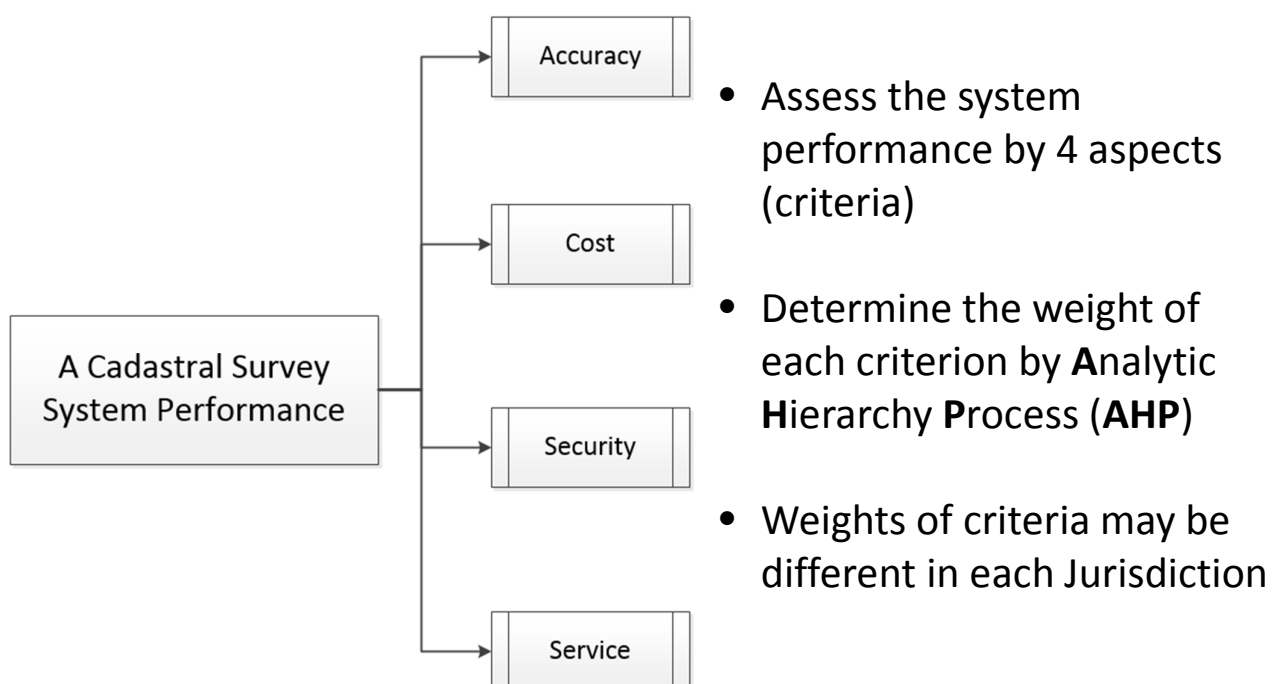 A Cadastral Survey
System Performance
Accuracy
Cost
Security
Service
• Assess the system
performance by 4 aspects
(criteria)
• Determine the weight of
each criterion by Analytic
Hierarchy Process (AHP)
• Weights of criteria may be
different in each Jurisdiction